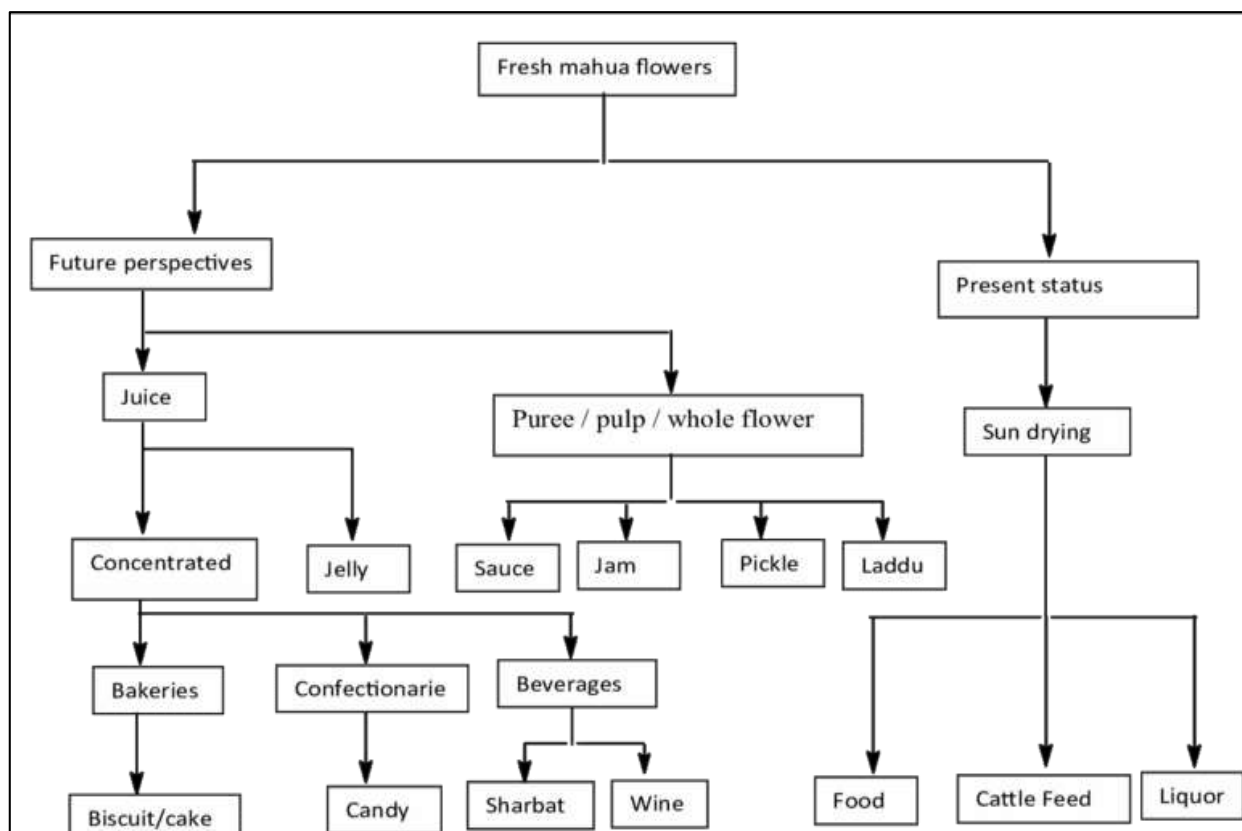 Fresh mahua flowers
Future perspectives
Present status
Juice
Puree / pulp / whole flower
Sun drying
Concentrated
Jelly
Sauce
Jam
Pickle
Laddu
Bakeries
Confectionarie
Beverages
Biscuit/cake
Candy
Sharbat
Wine
Food
Cattle Feed
Liquor